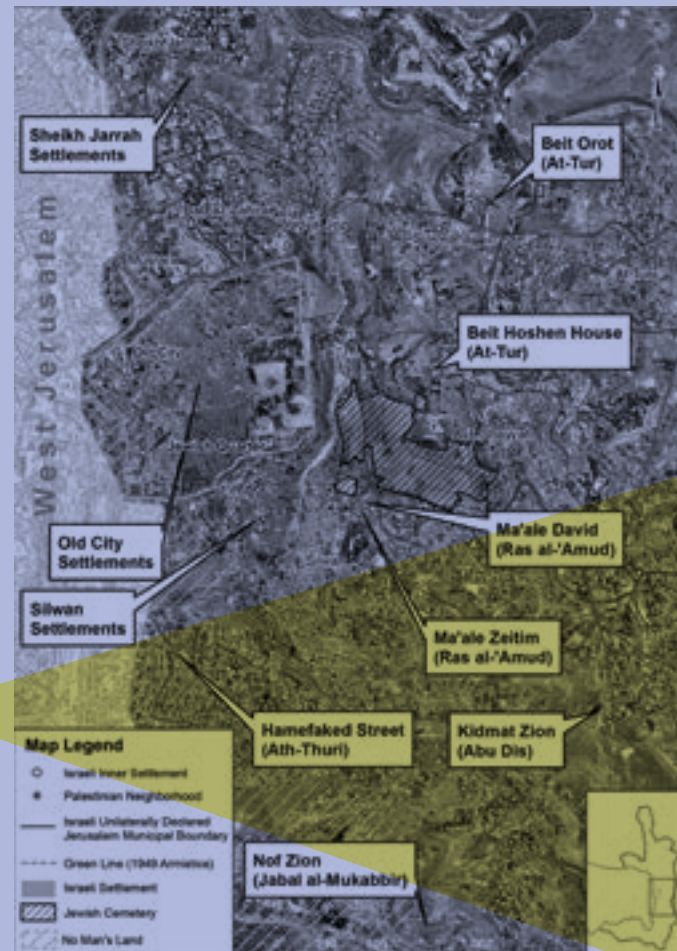 Sheikh Jarrah
Settlements
Beit Orot
(At-Tur)
West Jerusalem
Beit Hoshen House
(At-Tur)
Old City
Settlements
Ma'ale David
(Ras al-'Amud)
Silwan
Settlements
Ma'ale Zeitim
(Ras al-'Amud)
Hamefaked Street
(Ath-Thuri)
Kidmat Zion
(Abu Dis)
Map Legend
Israeli Inner Settlement
Palestinian Neighborhood
Israeli Unilaterally Declared
Jerusalem Municipal Boundary
Green Line (1949 Armistice)
Israeli Settlement
Jewish Cemetery
No Man's Land
Nof Zion
(Jabal al-Mukabbir)